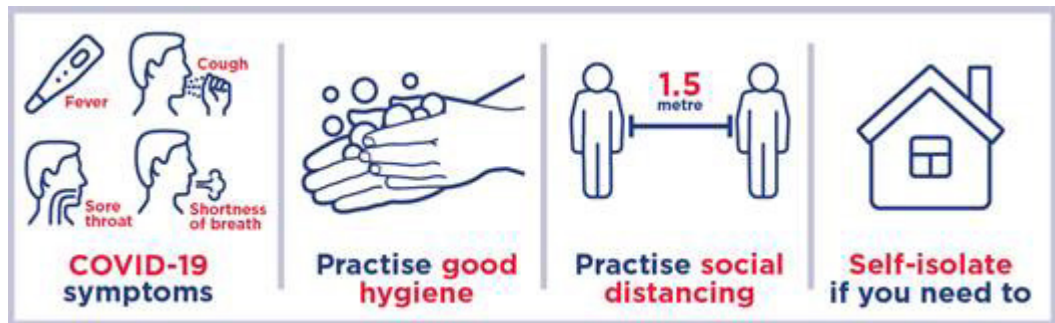 Fever
Cough
Sore
throat
Shortness
of breath
COVID-19
symptoms
Practise good
hygiene
1.5
metre
Practise social
distancing
Self-isolate
if you need to